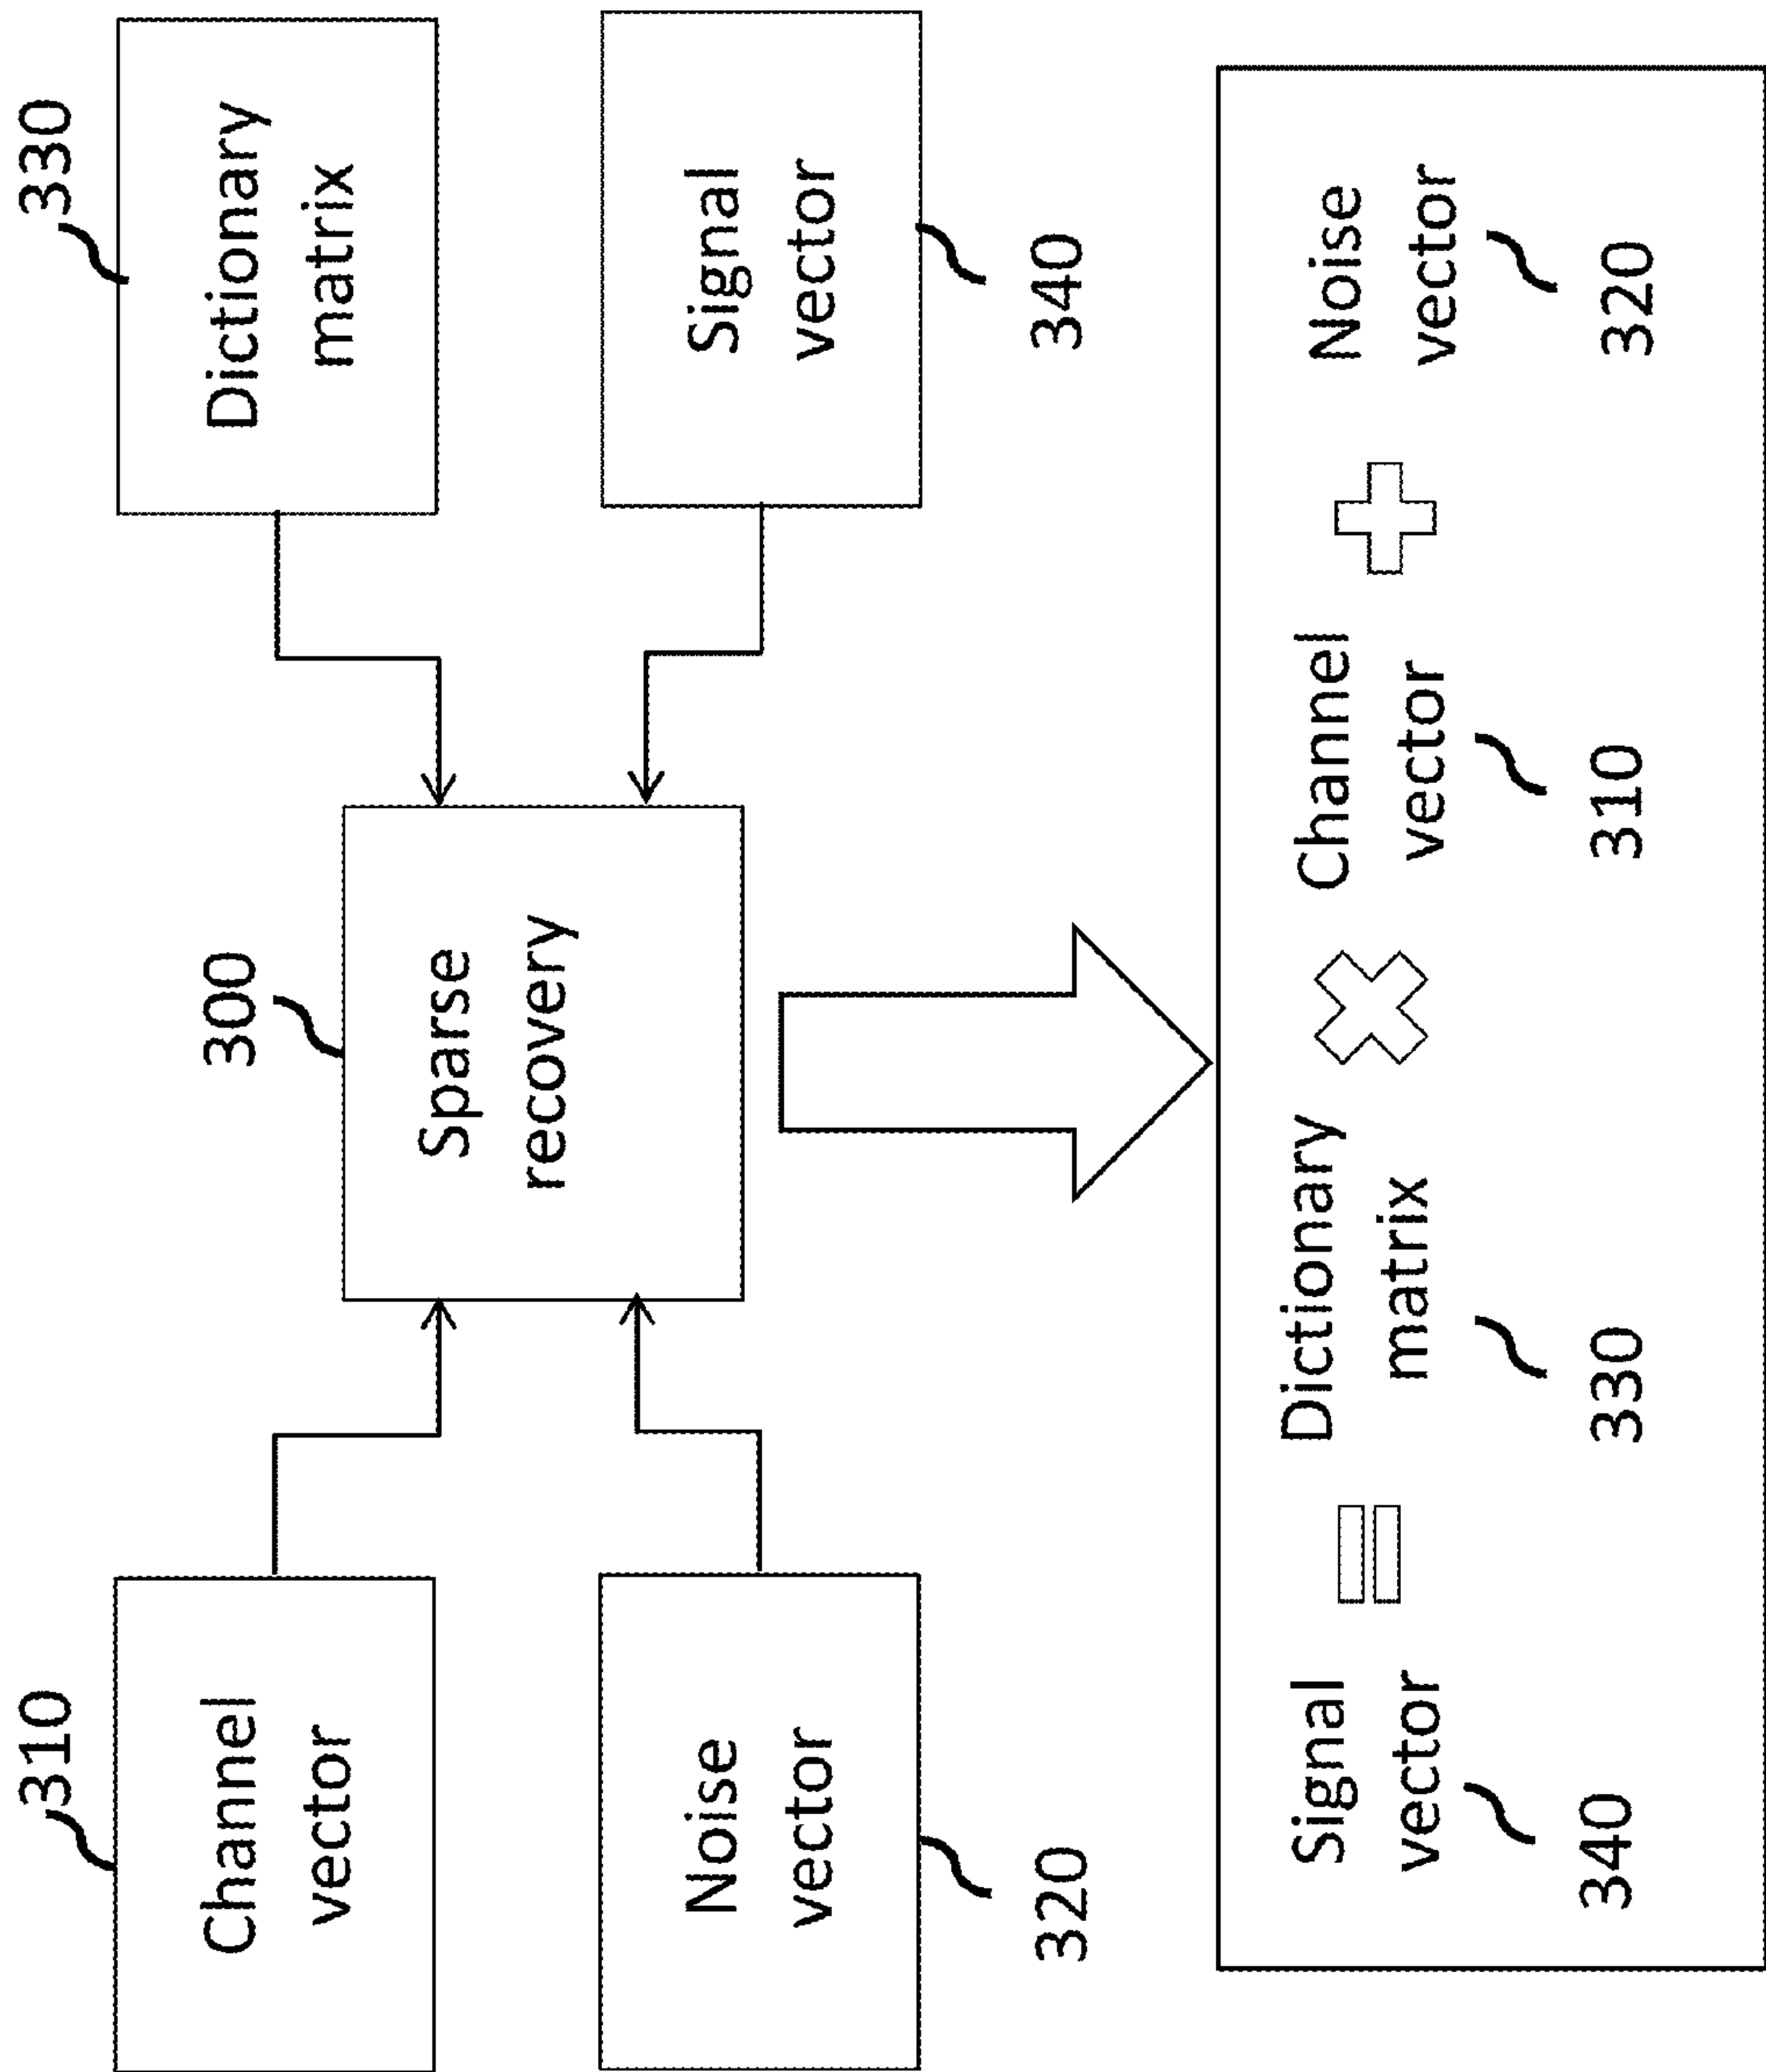 310
Channel
vector
Noise
vector
320
300
Sparse
recovery
330
Dictionary
matrix
Signal
vector
340
Signal
vector
340
=
Dictionary
matrix
330
×
Channel
vector
310
+
Noise
vector
320